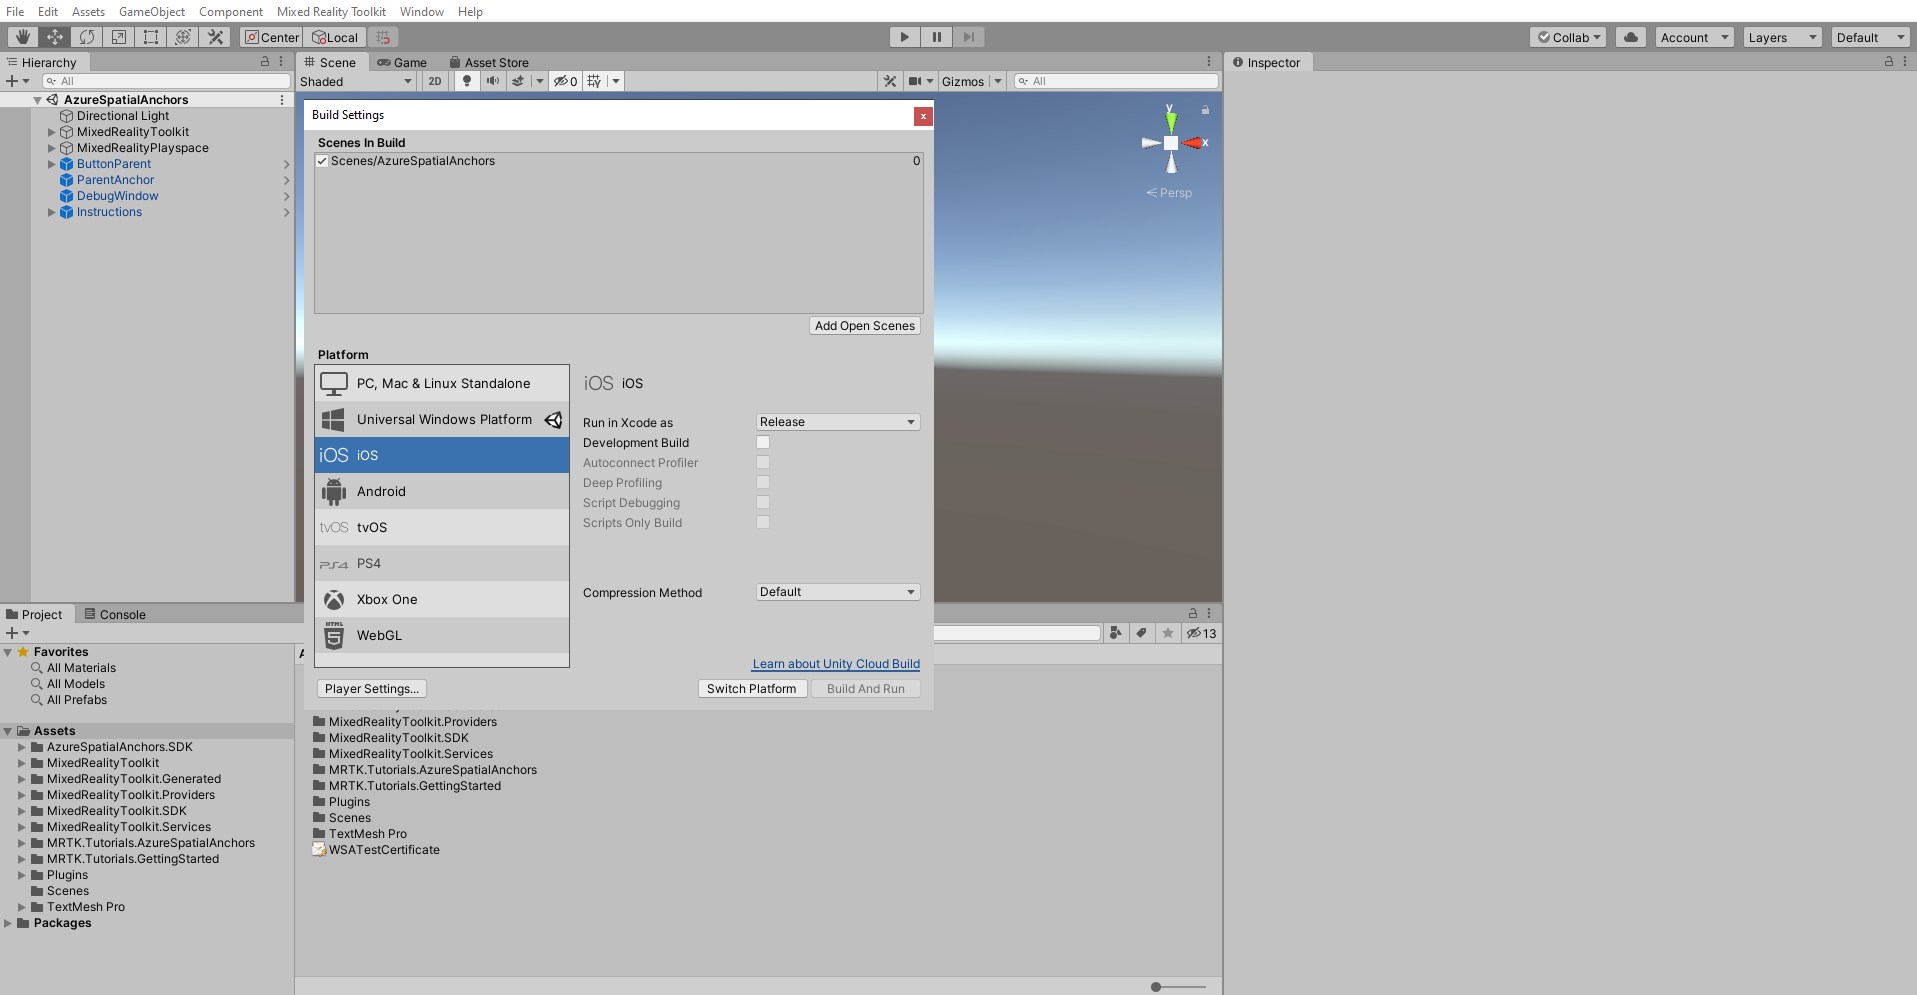 File Edit Assets GameObject Component Mixed Reality Toolkit Window Help
Center Local Collab Account Layers Default
Hierarchy
All
AzureSpatialAnchors
Directional Light
MixedRealityToolkit
MixedRealityPlayspace
ButtonParent
ParentAnchor
DebugWindow
Instructions
Scene Game Asset Store
Shaded 2D 0 Gizmos All
y
x
Persp
Inspector
Build Settings
x
Scenes In Build
Scenes/AzureSpatialAnchors 0
Add Open Scenes
Platform
PC, Mac & Linux Standalone
Universal Windows Platform
iOS iOS
Android
tvOS tvOS
PS4 PS4
Xbox One
HTML 5 WebGL
iOS iOS
Run in Xcode as Release
Development Build
Autoconnect Profiler
Deep Profiling
Script Debugging
Scripts Only Build
Compression Method Default
Learn about Unity Cloud Build
Player Settings... Switch Platform Build And Run
Project Console
13
Favorites
All Materials
All Models
All Prefabs
Assets
AzureSpatialAnchors.SDK
MixedRealityToolkit
MixedRealityToolkit.Generated
MixedRealityToolkit.Providers
MixedRealityToolkit.SDK
MixedRealityToolkit.Services
MRTK.Tutorials.AzureSpatialAnchors
MRTK.Tutorials.GettingStarted
Plugins
Scenes
TextMesh Pro
Packages
MixedRealityToolkit.Providers
MixedRealityToolkit.SDK
MixedRealityToolkit.Services
MRTK.Tutorials.AzureSpatialAnchors
MRTK.Tutorials.GettingStarted
Plugins
Scenes
TextMesh Pro
WSATestCertificate